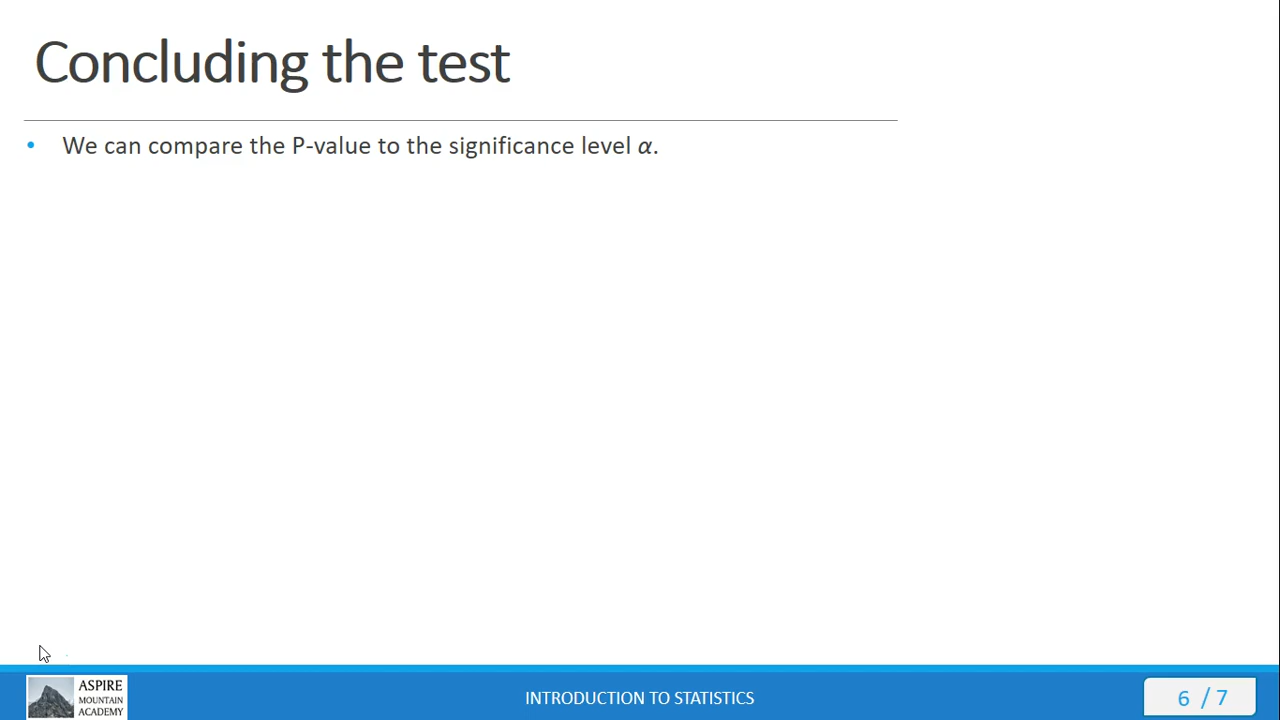 Concluding the test
• We can compare the P-value to the significance level α.
ASPIRE
MOUNTAIN
ACADEMY
INTRODUCTION TO STATISTICS
6 / 7